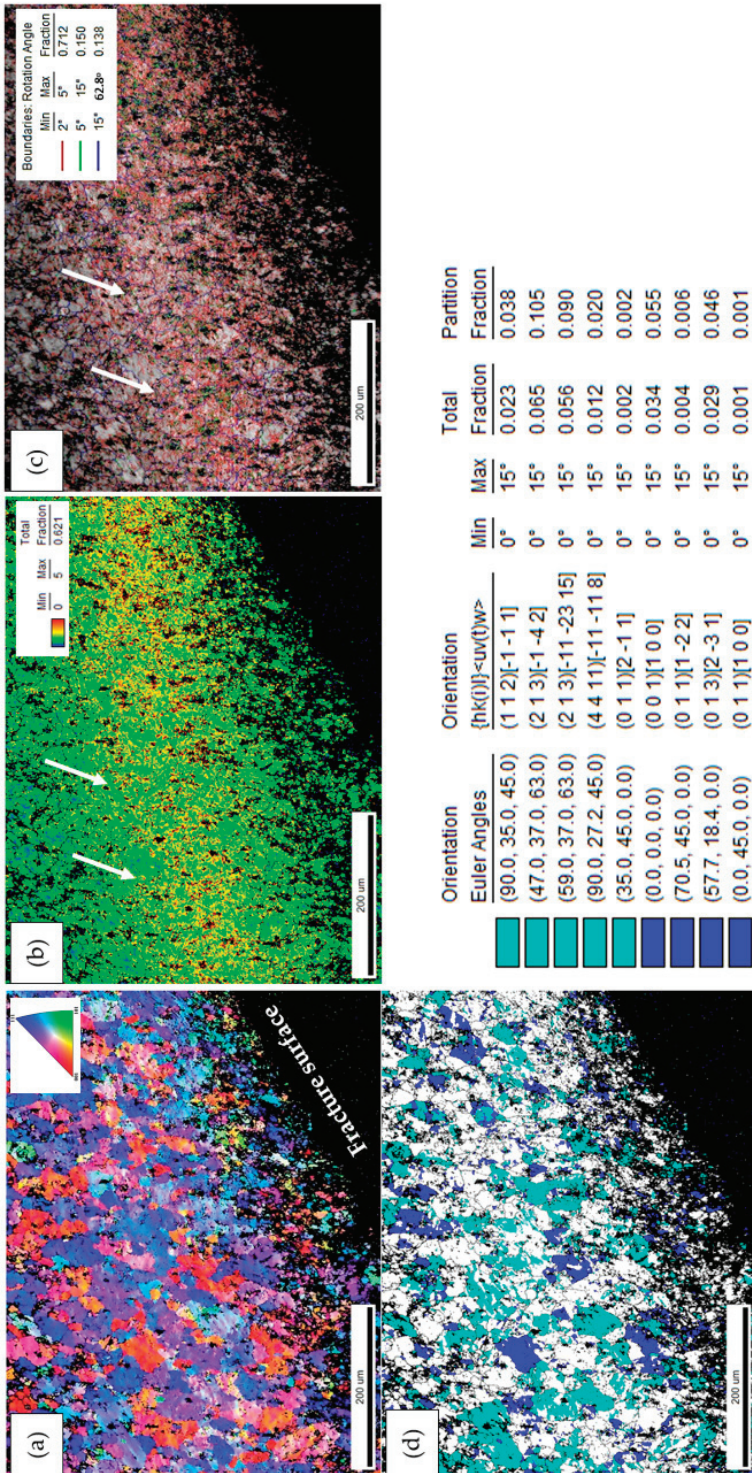 (a)
Fracture surface
200 um
(b)
Total
Min Max Fraction
0 5 0.621
200 um
(c)
Boundaries: Rotation Angle
Min Max Fraction
2° 5° 0.712
5° 15° 0.150
15° 62.8° 0.138
200 um
(d)
200 um
Orientation Orientation Total Partition
Euler Angles {hk(i)l}<uv(t)w> Min Max Fraction Fraction
(90.0, 35.0, 45.0) (1 1 2)[-1 -1 1] 0° 15° 0.023 0.038
(47.0, 37.0, 63.0) (2 1 3)[-1 -4 2] 0° 15° 0.065 0.105
(59.0, 37.0, 63.0) (2 1 3)[-11 -23 15] 0° 15° 0.056 0.090
(90.0, 27.2, 45.0) (4 4 11)[-11 -11 8] 0° 15° 0.012 0.020
(35.0, 45.0, 0.0) (0 1 1)[2 -1 1] 0° 15° 0.002 0.002
(0.0, 0.0, 0.0) (0 0 1)[1 0 0] 0° 15° 0.034 0.055
(70.5, 45.0, 0.0) (0 1 1)[1 -2 2] 0° 15° 0.004 0.006
(57.7, 18.4, 0.0) (0 1 3)[2 -3 1] 0° 15° 0.029 0.046
(0.0, 45.0, 0.0) (0 1 1)[1 0 0] 0° 15° 0.001 0.001